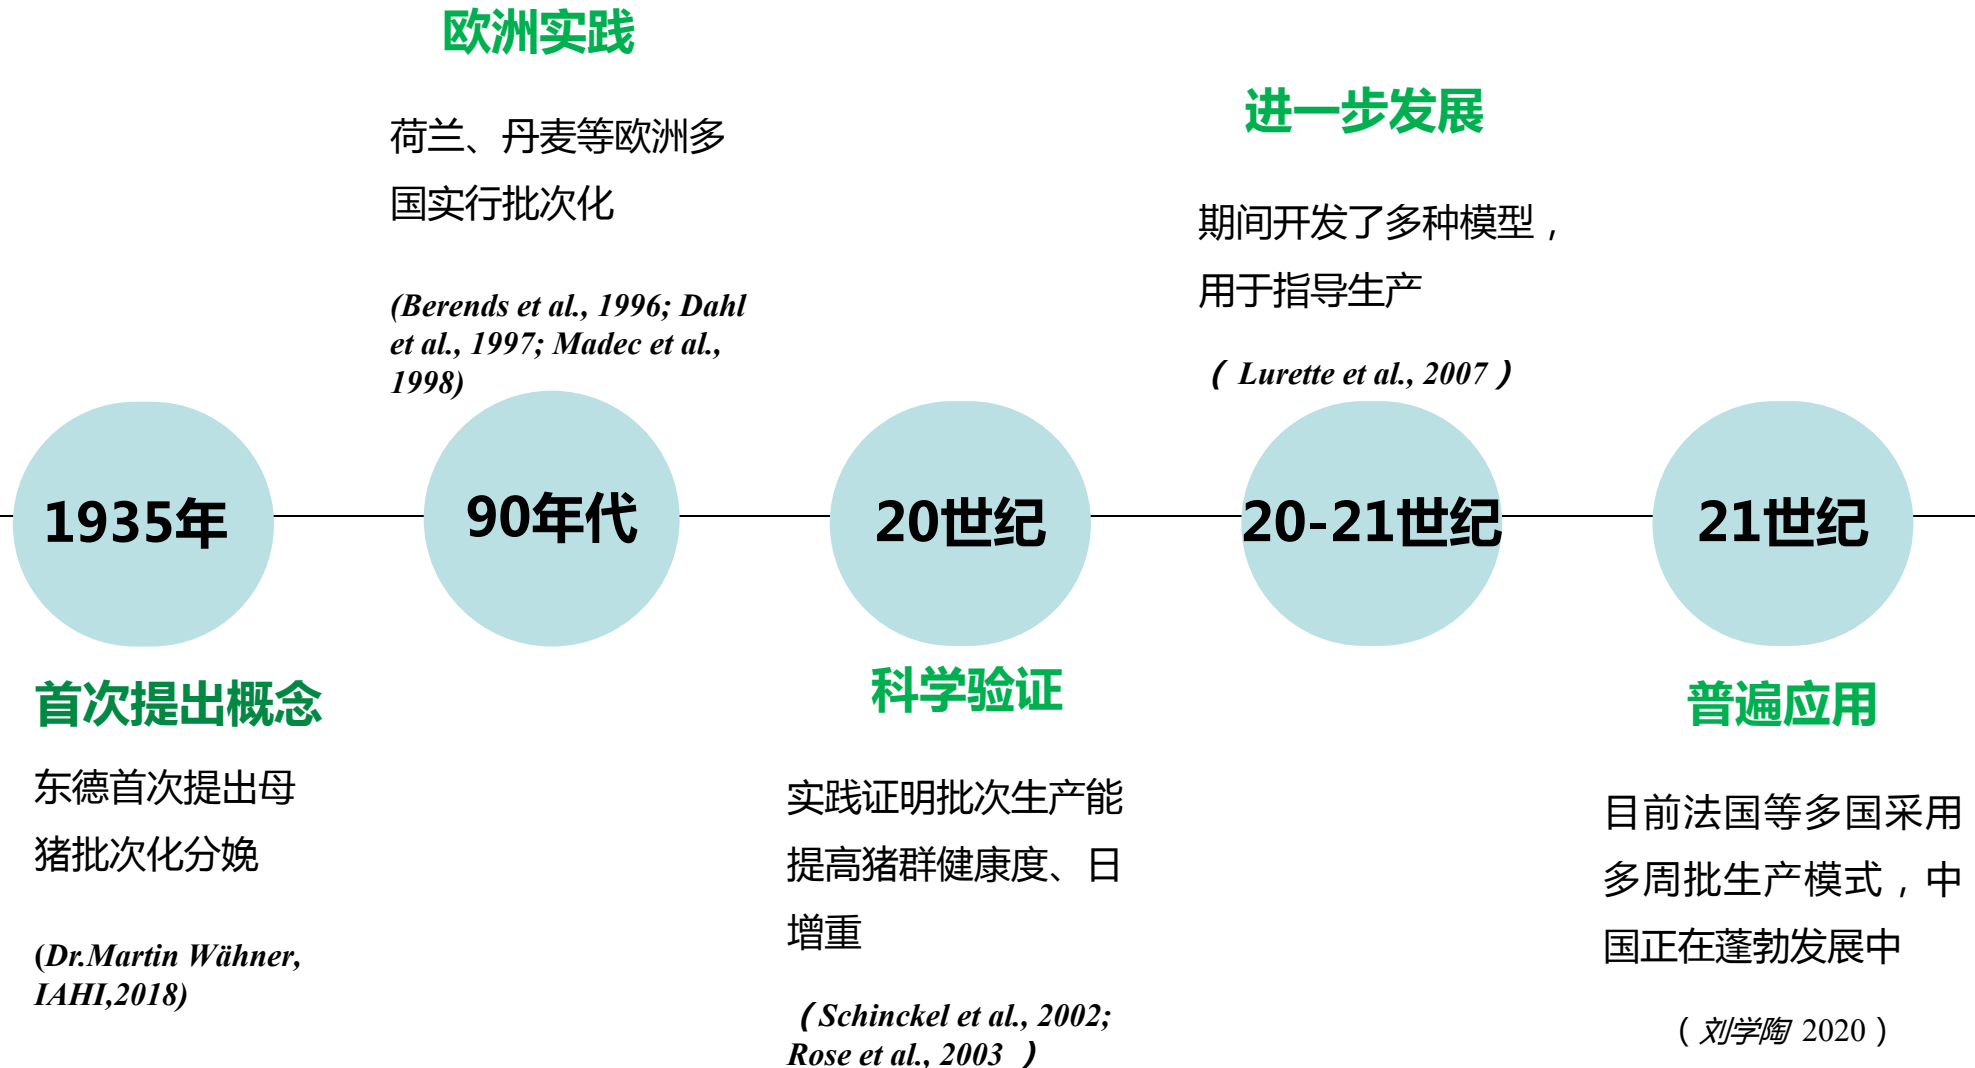 欧洲实践
荷兰、丹麦等欧洲多
国实行批次化
(Berends et al., 1996; Dahl
et al., 1997; Madec et al.,
1998)
进一步发展
期间开发了多种模型，
用于指导生产
（ Lurette et al., 2007 ）
1935年
90年代
20世纪
20-21世纪
21世纪
首次提出概念
东德首次提出母
猪批次化分娩
(Dr.Martin Wähner,
IAHI,2018)
科学验证
实践证明批次生产能
提高猪群健康度、日
增重
（ Schinckel et al., 2002;
Rose et al., 2003 ）
普遍应用
目前法国等多国采用
多周批生产模式，中
国正在蓬勃发展中
（ 刘学陶 2020 ）